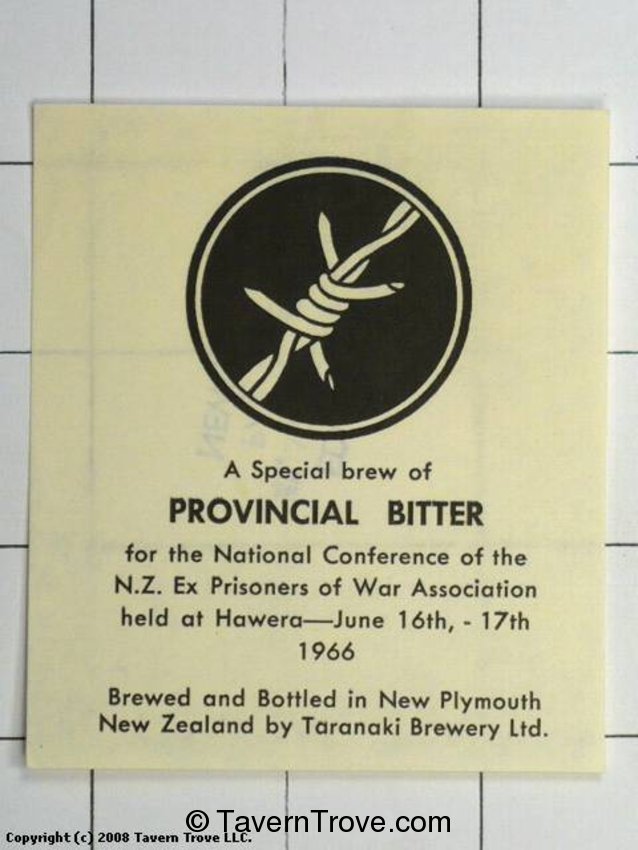 A Special brew of
PROVINCIAL BITTER
for the National Conference of the
N.Z. Ex Prisoners of War Association
held at Hawera—June 16th, - 17th
1966
Brewed and Bottled in New Plymouth
New Zealand by Taranaki Brewery Ltd.
© TavernTrove.com
Copyright (c) 2008 Tavern Trove LLC.